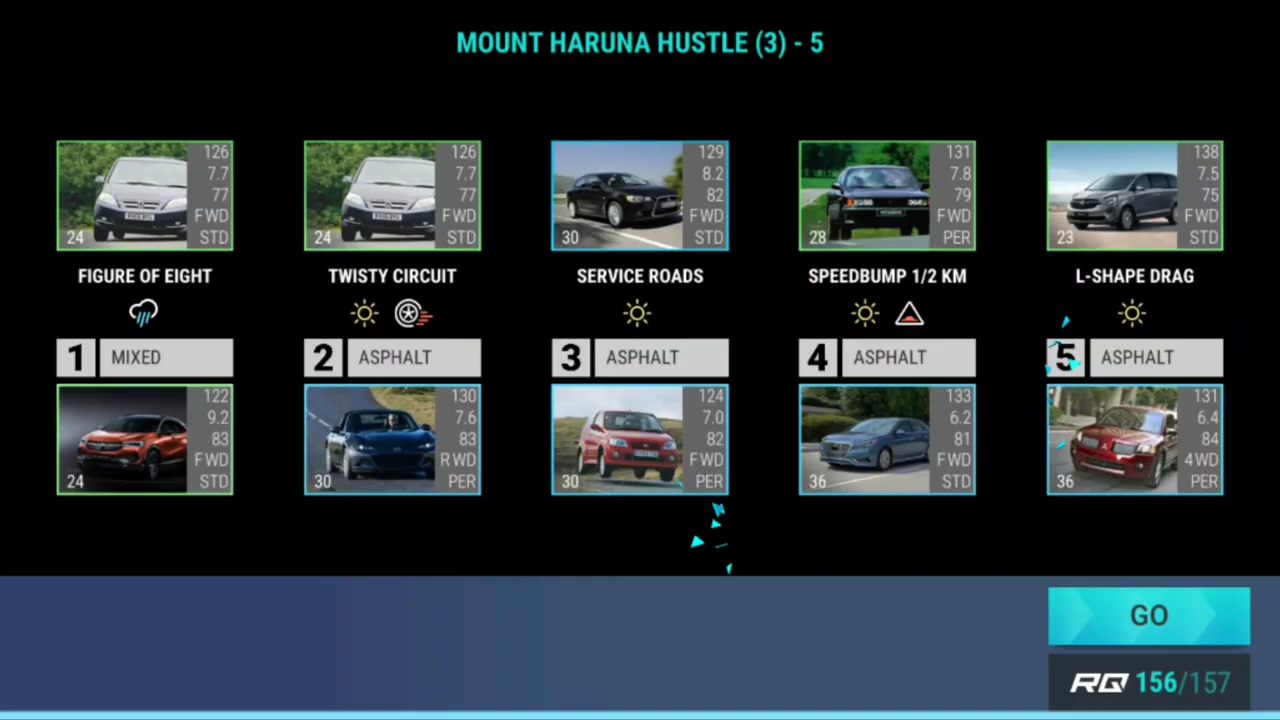 MOUNT HARUNA HUSTLE (3) - 5
126
7.7
77
FWD
STD
24
126
7.7
77
FWD
STD
24
129
8.2
82
FWD
STD
30
131
7.8
79
FWD
PER
28
138
7.5
75
FWD
STD
23
FIGURE OF EIGHT
TWISTY CIRCUIT
SERVICE ROADS
SPEEDBUMP 1/2 KM
L-SHAPE DRAG
1 MIXED
2 ASPHALT
3 ASPHALT
4 ASPHALT
5 ASPHALT
122
9.2
83
FWD
STD
24
130
7.6
83
RWD
PER
30
124
7.0
82
FWD
PER
30
133
6.2
81
FWD
STD
36
131
6.4
84
4WD
PER
36
GO
RQ 156/157